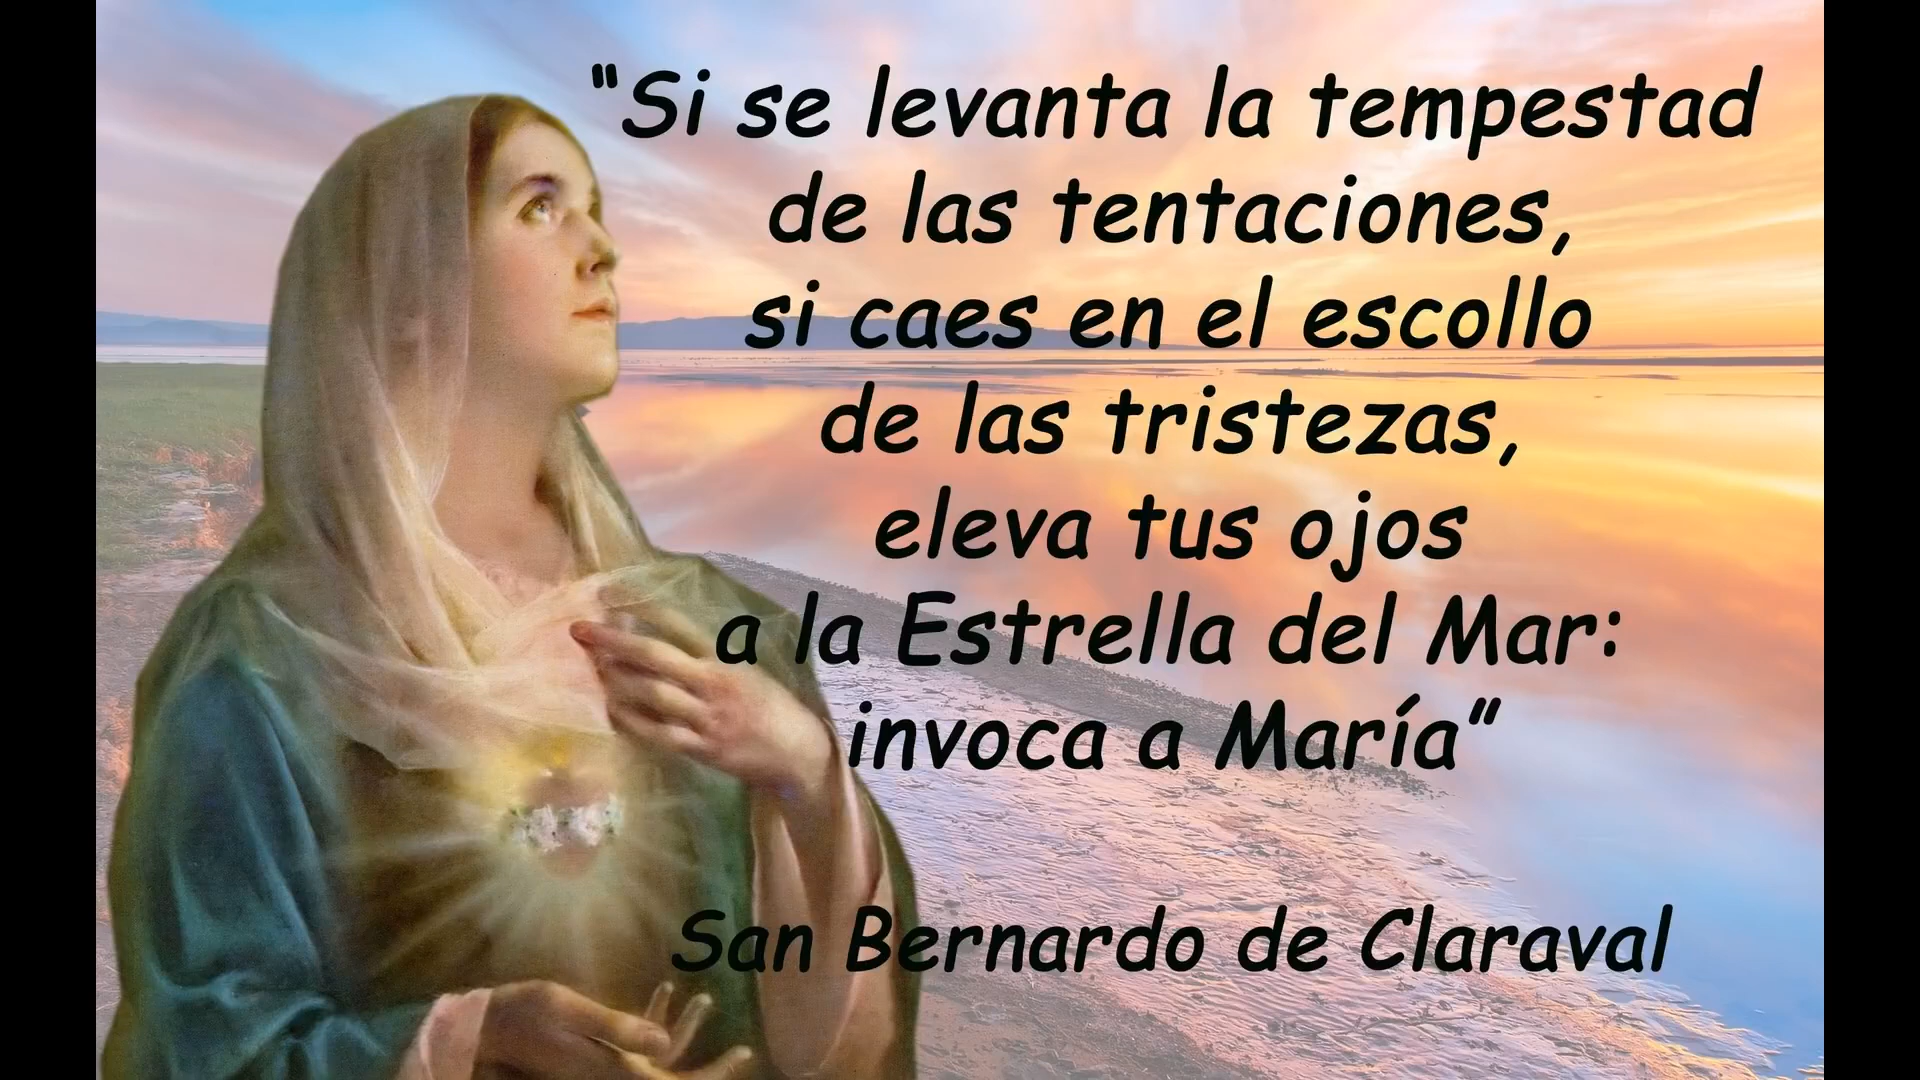 “Si se levanta la tempestad
de las tentaciones,
si caes en el escollo
de las tristezas,
eleva tus ojos
a la Estrella del Mar:
invoca a María”
San Bernardo de Claraval